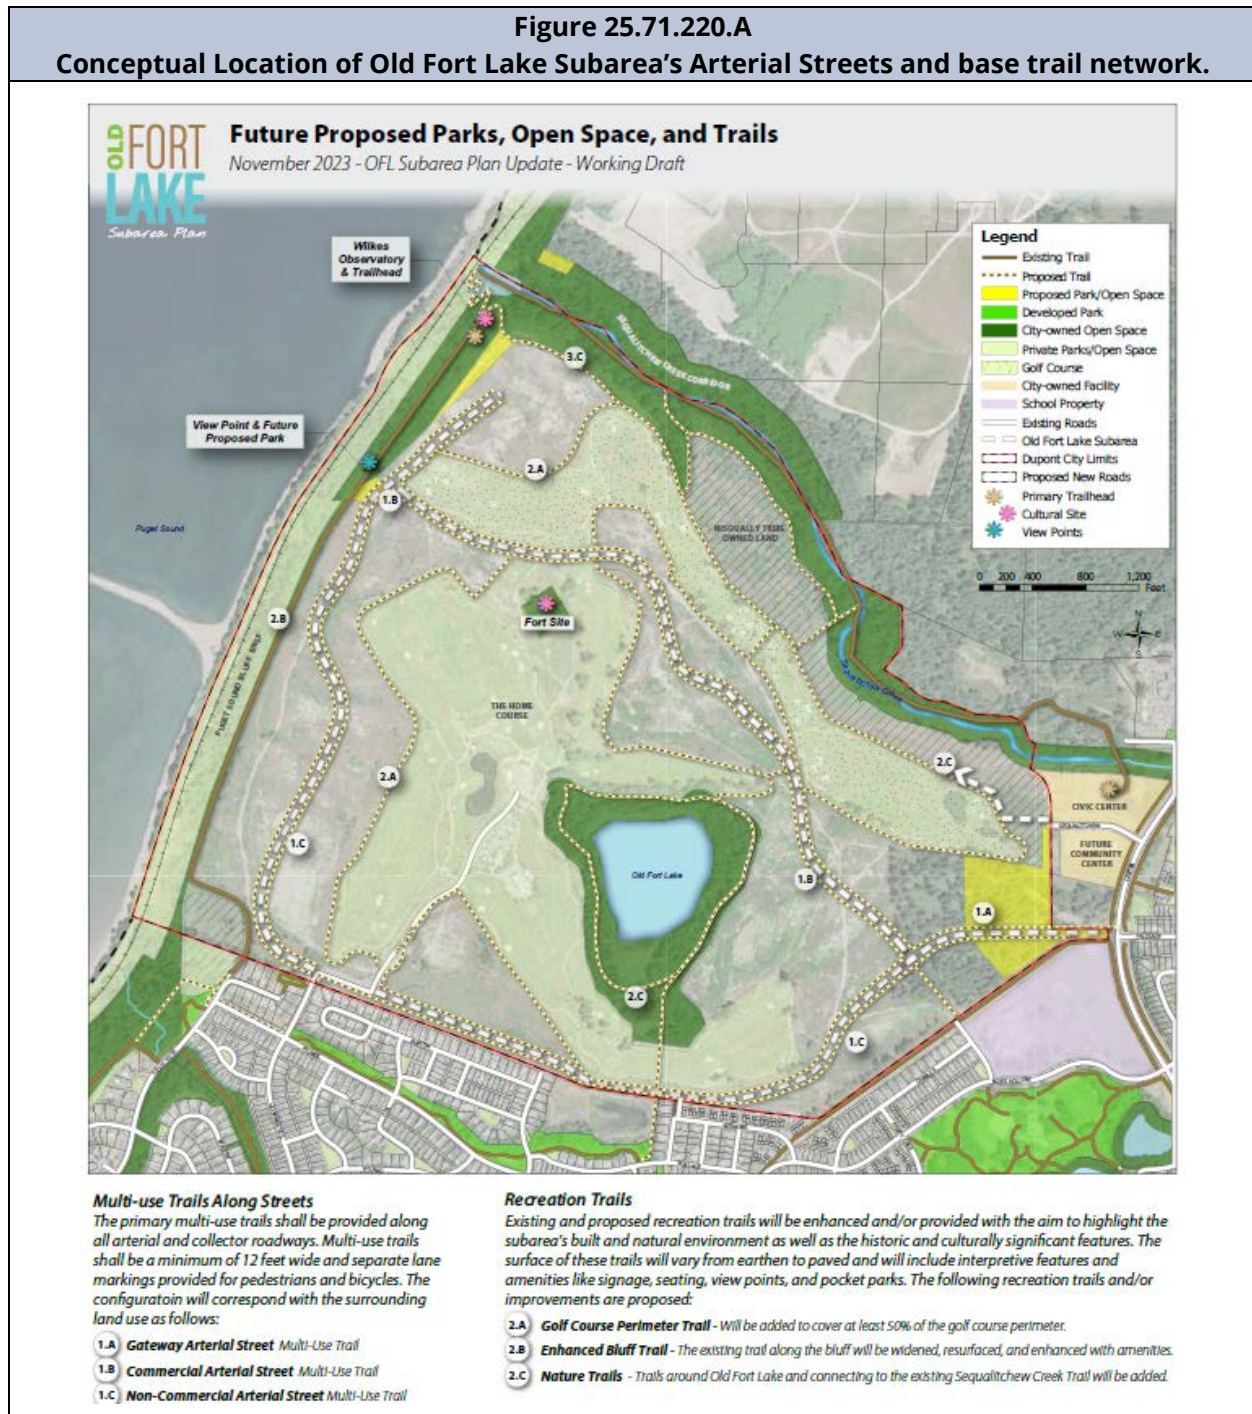 Figure 25.71.220.A
Conceptual Location of Old Fort Lake Subarea's Arterial Streets and base trail network.
OLD FORT
LAKE
Subarea Plan
Future Proposed Parks, Open Space, and Trails
November 2023 - OFL Subarea Plan Update - Working Draft
Wilkes
Observatory
& Trailhead
Legend
Existing Trail
Proposed Trail
Proposed Park/Open Space
Developed Park
City-owned Open Space
Private Parks/Open Space
Golf Course
City-owned Facility
School Property
Existing Roads
Old Fort Lake Subarea
Dupont City Limits
Proposed New Roads
Primary Trailhead
Cultural Site
View Points
0 200 400 800 1,200
Feet
N
W E
S
SEQUALITCHEW CREEK CORRIDOR
3.C
View Point & Future
Proposed Park
2.A
1.B
Puget Sound
NISQUALLY TRIBE
OWNED LAND
Fort Site
2.B
PUGET SOUND BLUFF
Sequalitchew Creek
THE HOME
COURSE
2.A
2.C
CIVIC CENTER
FUTURE
COMMUNITY
CENTER
1.C
Old Fort Lake
1.B
1.A
2.C
1.C
Multi-use Trails Along Streets
The primary multi-use trails shall be provided along
all arterial and collector roadways. Multi-use trails
shall be a minimum of 12 feet wide and separate lane
markings provided for pedestrians and bicycles. The
configuratoin will correspond with the surrounding
land use as follows:
1.A Gateway Arterial Street Multi-Use Trail
1.B Commercial Arterial Street Multi-Use Trail
1.C Non-Commercial Arterial Street Multi-Use Trail
Recreation Trails
Existing and proposed recreation trails will be enhanced and/or provided with the aim to highlight the
subarea's built and natural environment as well as the historic and culturally significant features. The
surface of these trails will vary from earthen to paved and will include interpretive features and
amenities like signage, seating, view points, and pocket parks. The following recreation trails and/or
improvements are proposed:
2.A Golf Course Perimeter Trail - Will be added to cover at least 50% of the golf course perimeter.
2.B Enhanced Bluff Trail - The existing trail along the bluff will be widened, resurfaced, and enhanced with amenities.
2.C Nature Trails - Trails around Old Fort Lake and connecting to the existing Sequalitchew Creek Trail will be added.